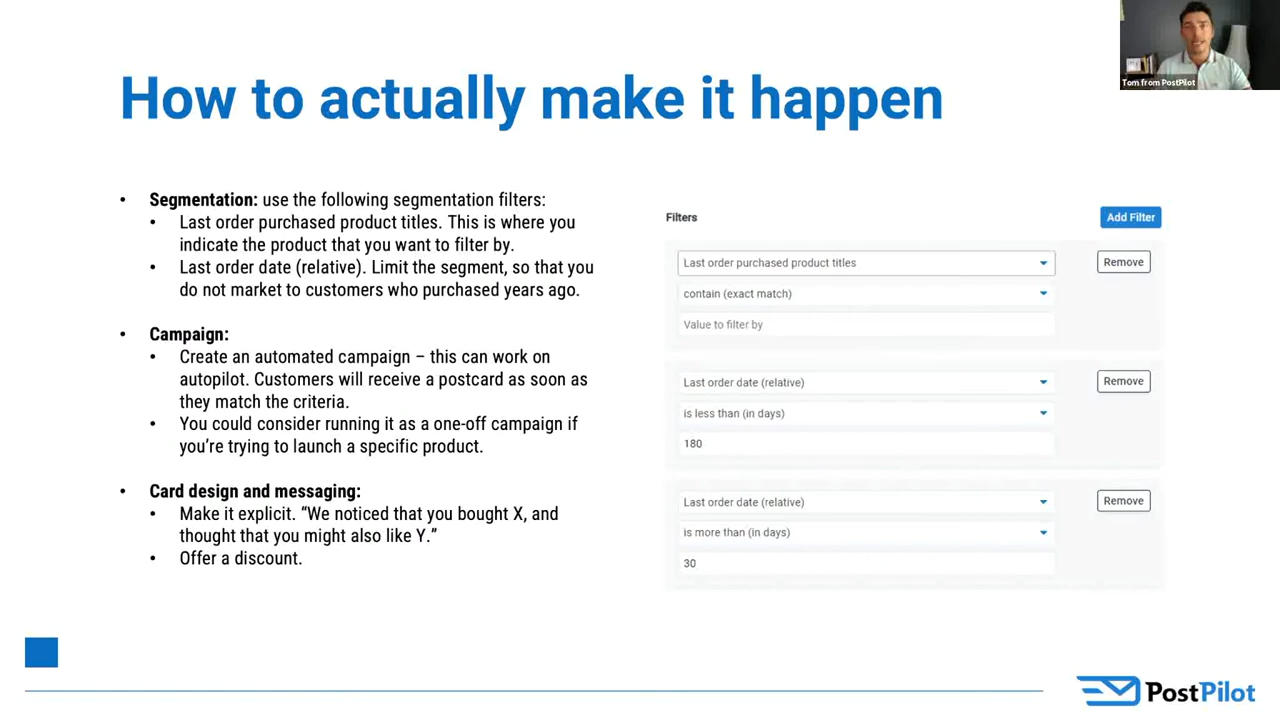 Tom from PostPilot
How to actually make it happen
• Segmentation: use the following segmentation filters:
• Last order purchased product titles. This is where you
indicate the product that you want to filter by.
• Last order date (relative). Limit the segment, so that you
do not market to customers who purchased years ago.
• Campaign:
• Create an automated campaign – this can work on
autopilot. Customers will receive a postcard as soon as
they match the criteria.
• You could consider running it as a one-off campaign if
you're trying to launch a specific product.
• Card design and messaging:
• Make it explicit. “We noticed that you bought X, and
thought that you might also like Y.”
• Offer a discount.
Filters
Add Filter
Last order purchased product titles
Remove
contain (exact match)
Value to filter by
Last order date (relative)
Remove
is less than (in days)
180
Last order date (relative)
Remove
is more than (in days)
30
PostPilot